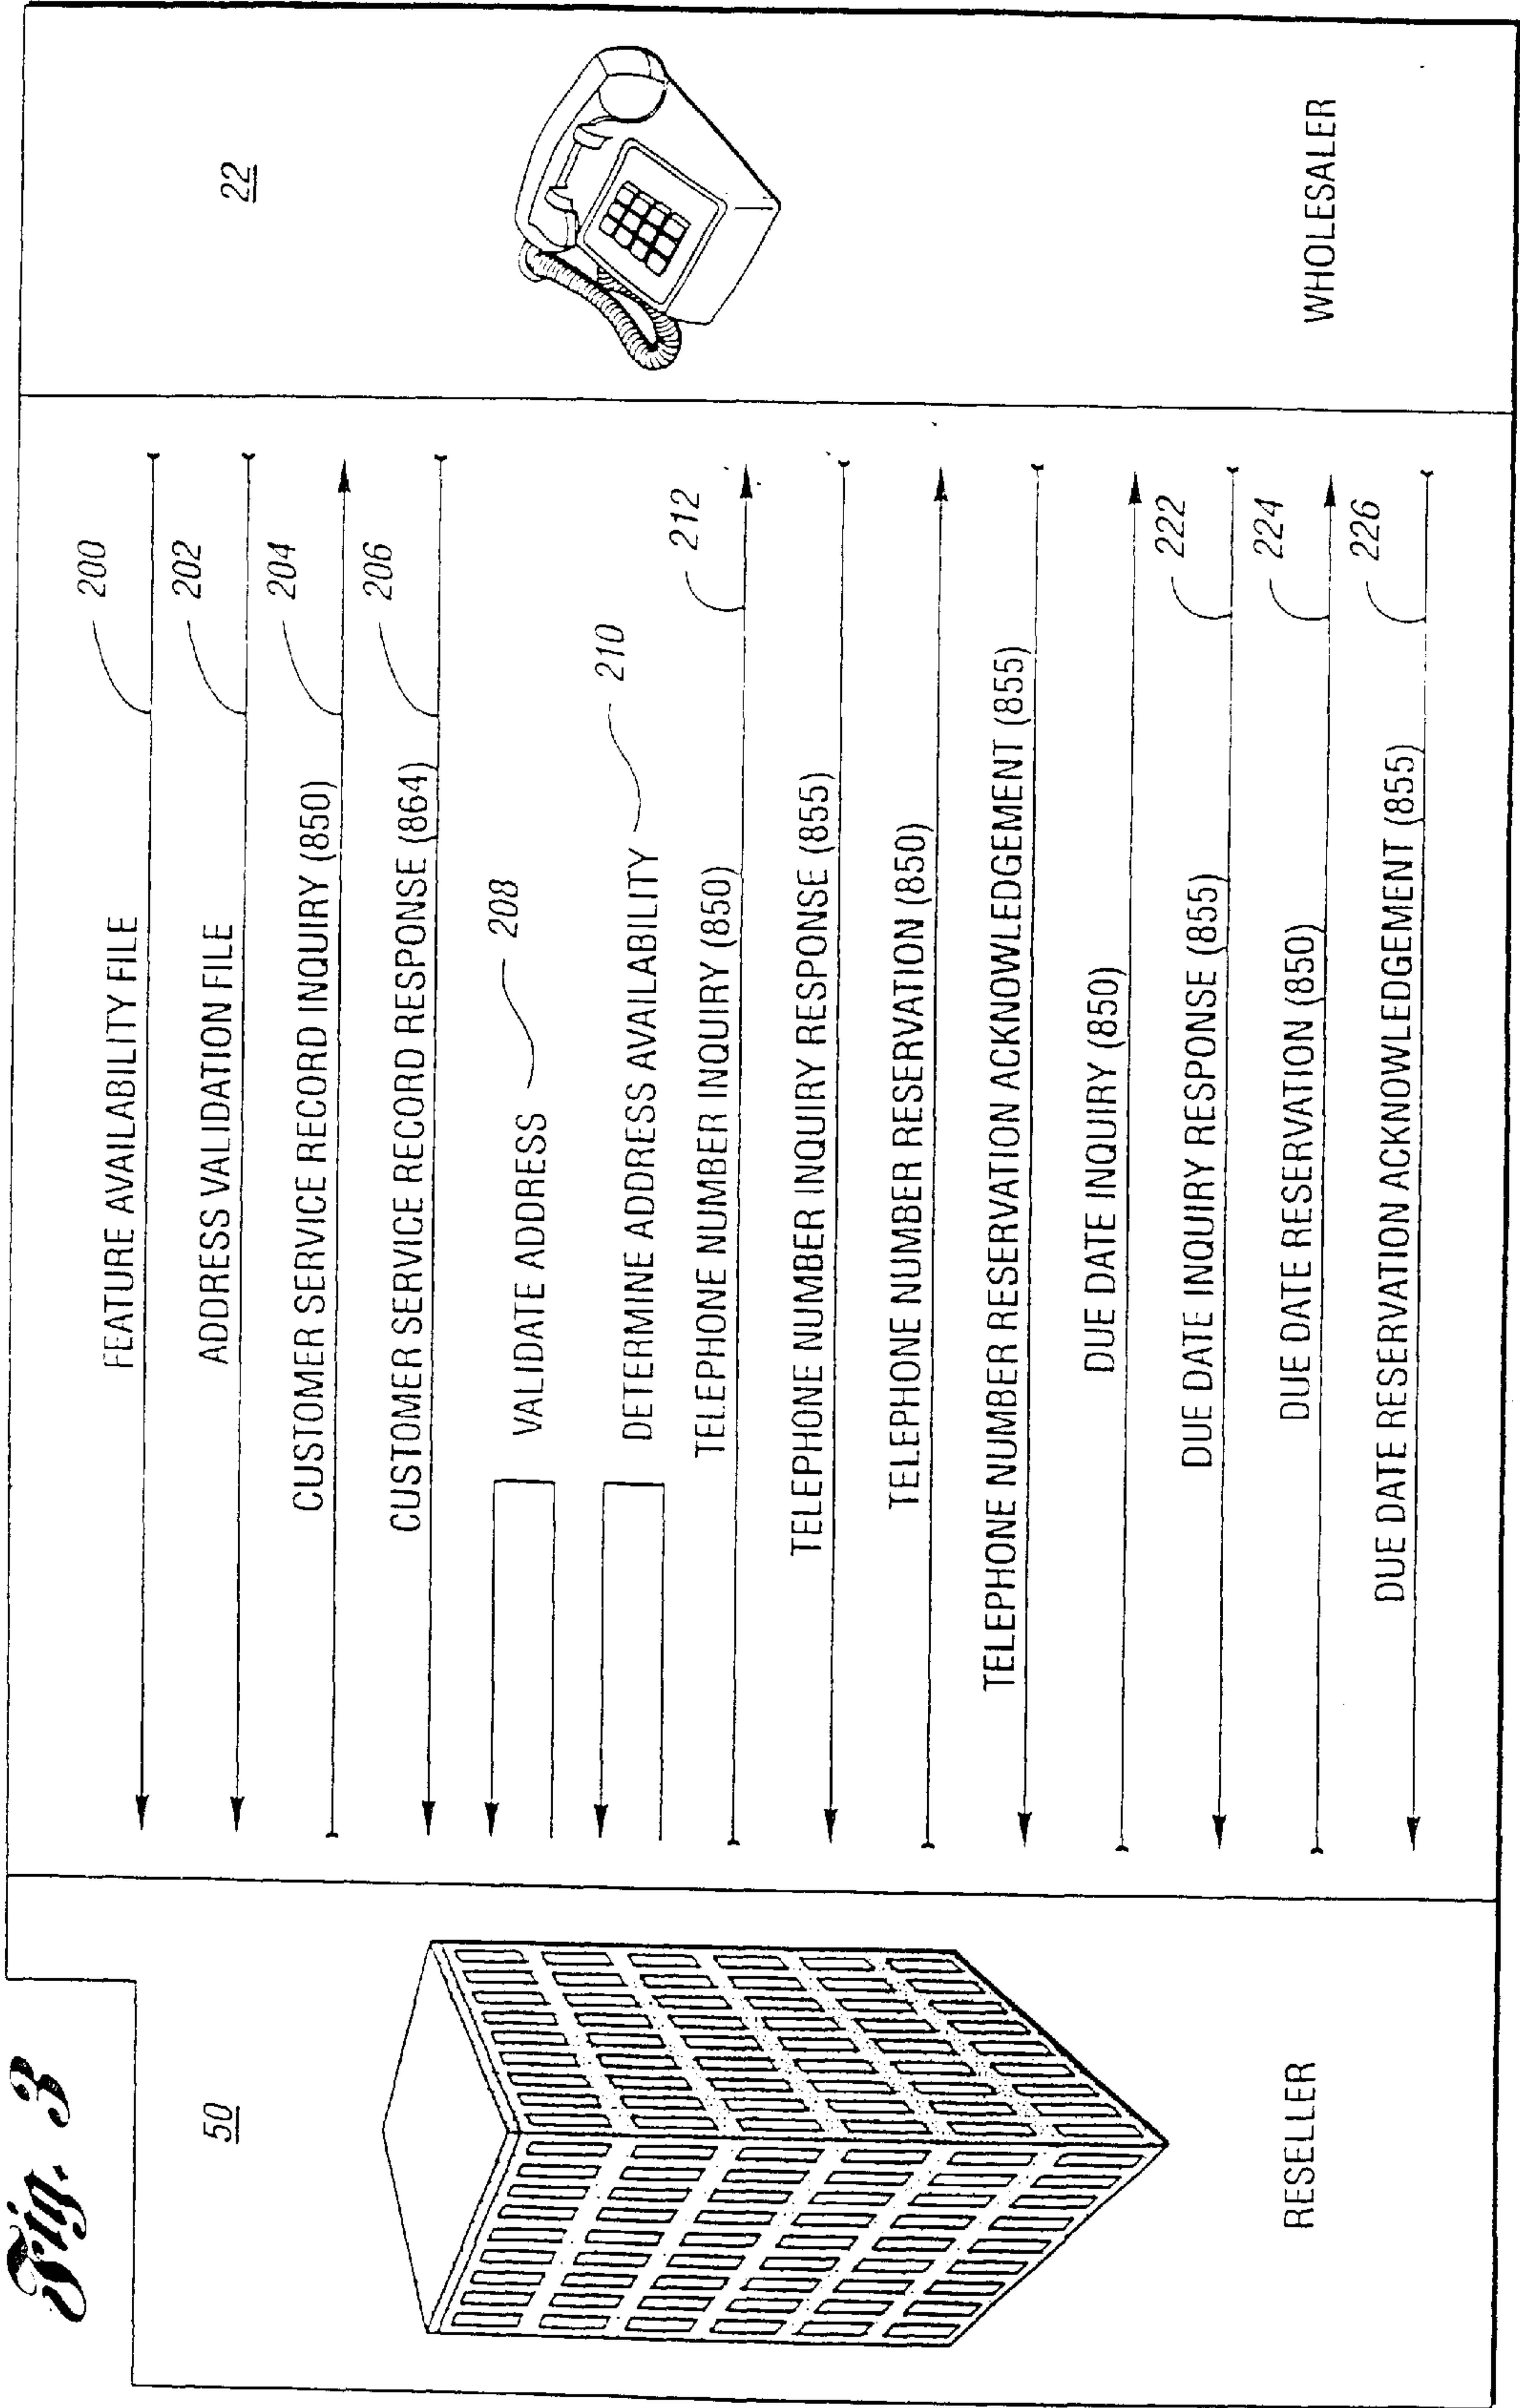 Fig. 3
50
22
FEATURE AVAILABILITY FILE
200
ADDRESS VALIDATION FILE
202
CUSTOMER SERVICE RECORD INQUIRY (850)
204
CUSTOMER SERVICE RECORD RESPONSE (864)
206
VALIDATE ADDRESS
208
DETERMINE ADDRESS AVAILABILITY
210
TELEPHONE NUMBER INQUIRY (850)
212
TELEPHONE NUMBER INQUIRY RESPONSE (855)
TELEPHONE NUMBER RESERVATION (850)
TELEPHONE NUMBER RESERVATION ACKNOWLEDGEMENT (855)
DUE DATE INQUIRY (850)
DUE DATE INQUIRY RESPONSE (855)
222
DUE DATE RESERVATION (850)
224
DUE DATE RESERVATION ACKNOWLEDGEMENT (855)
226
RESELLER
WHOLESALER